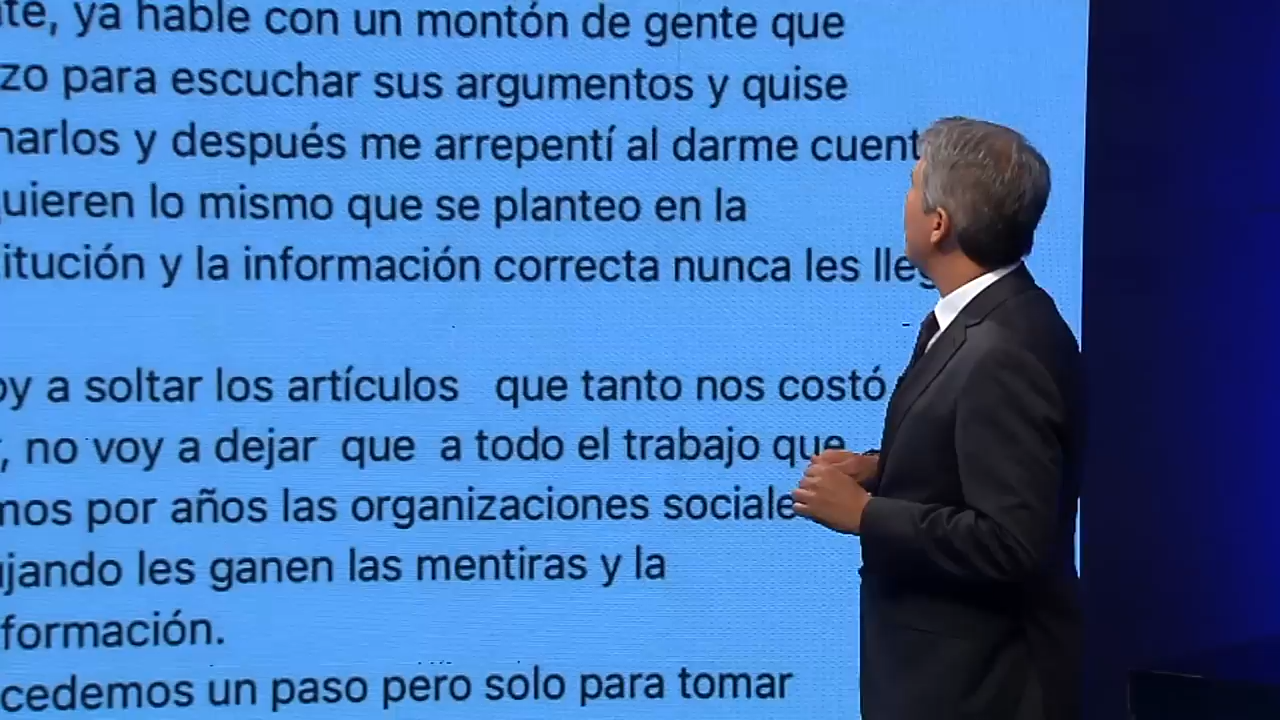 te, ya hable con un montón de gente que
zo para escuchar sus argumentos y quise
harlos y después me arrepentí al darme cuent
uieren lo mismo que se planteo en la
itución y la información correcta nunca les lleg
oy a soltar los artículos que tanto nos costó
, no voy a dejar que a todo el trabajo que
mos por años las organizaciones sociale
jando les ganen las mentiras y la
formación.
cedemos un paso pero solo para tomar